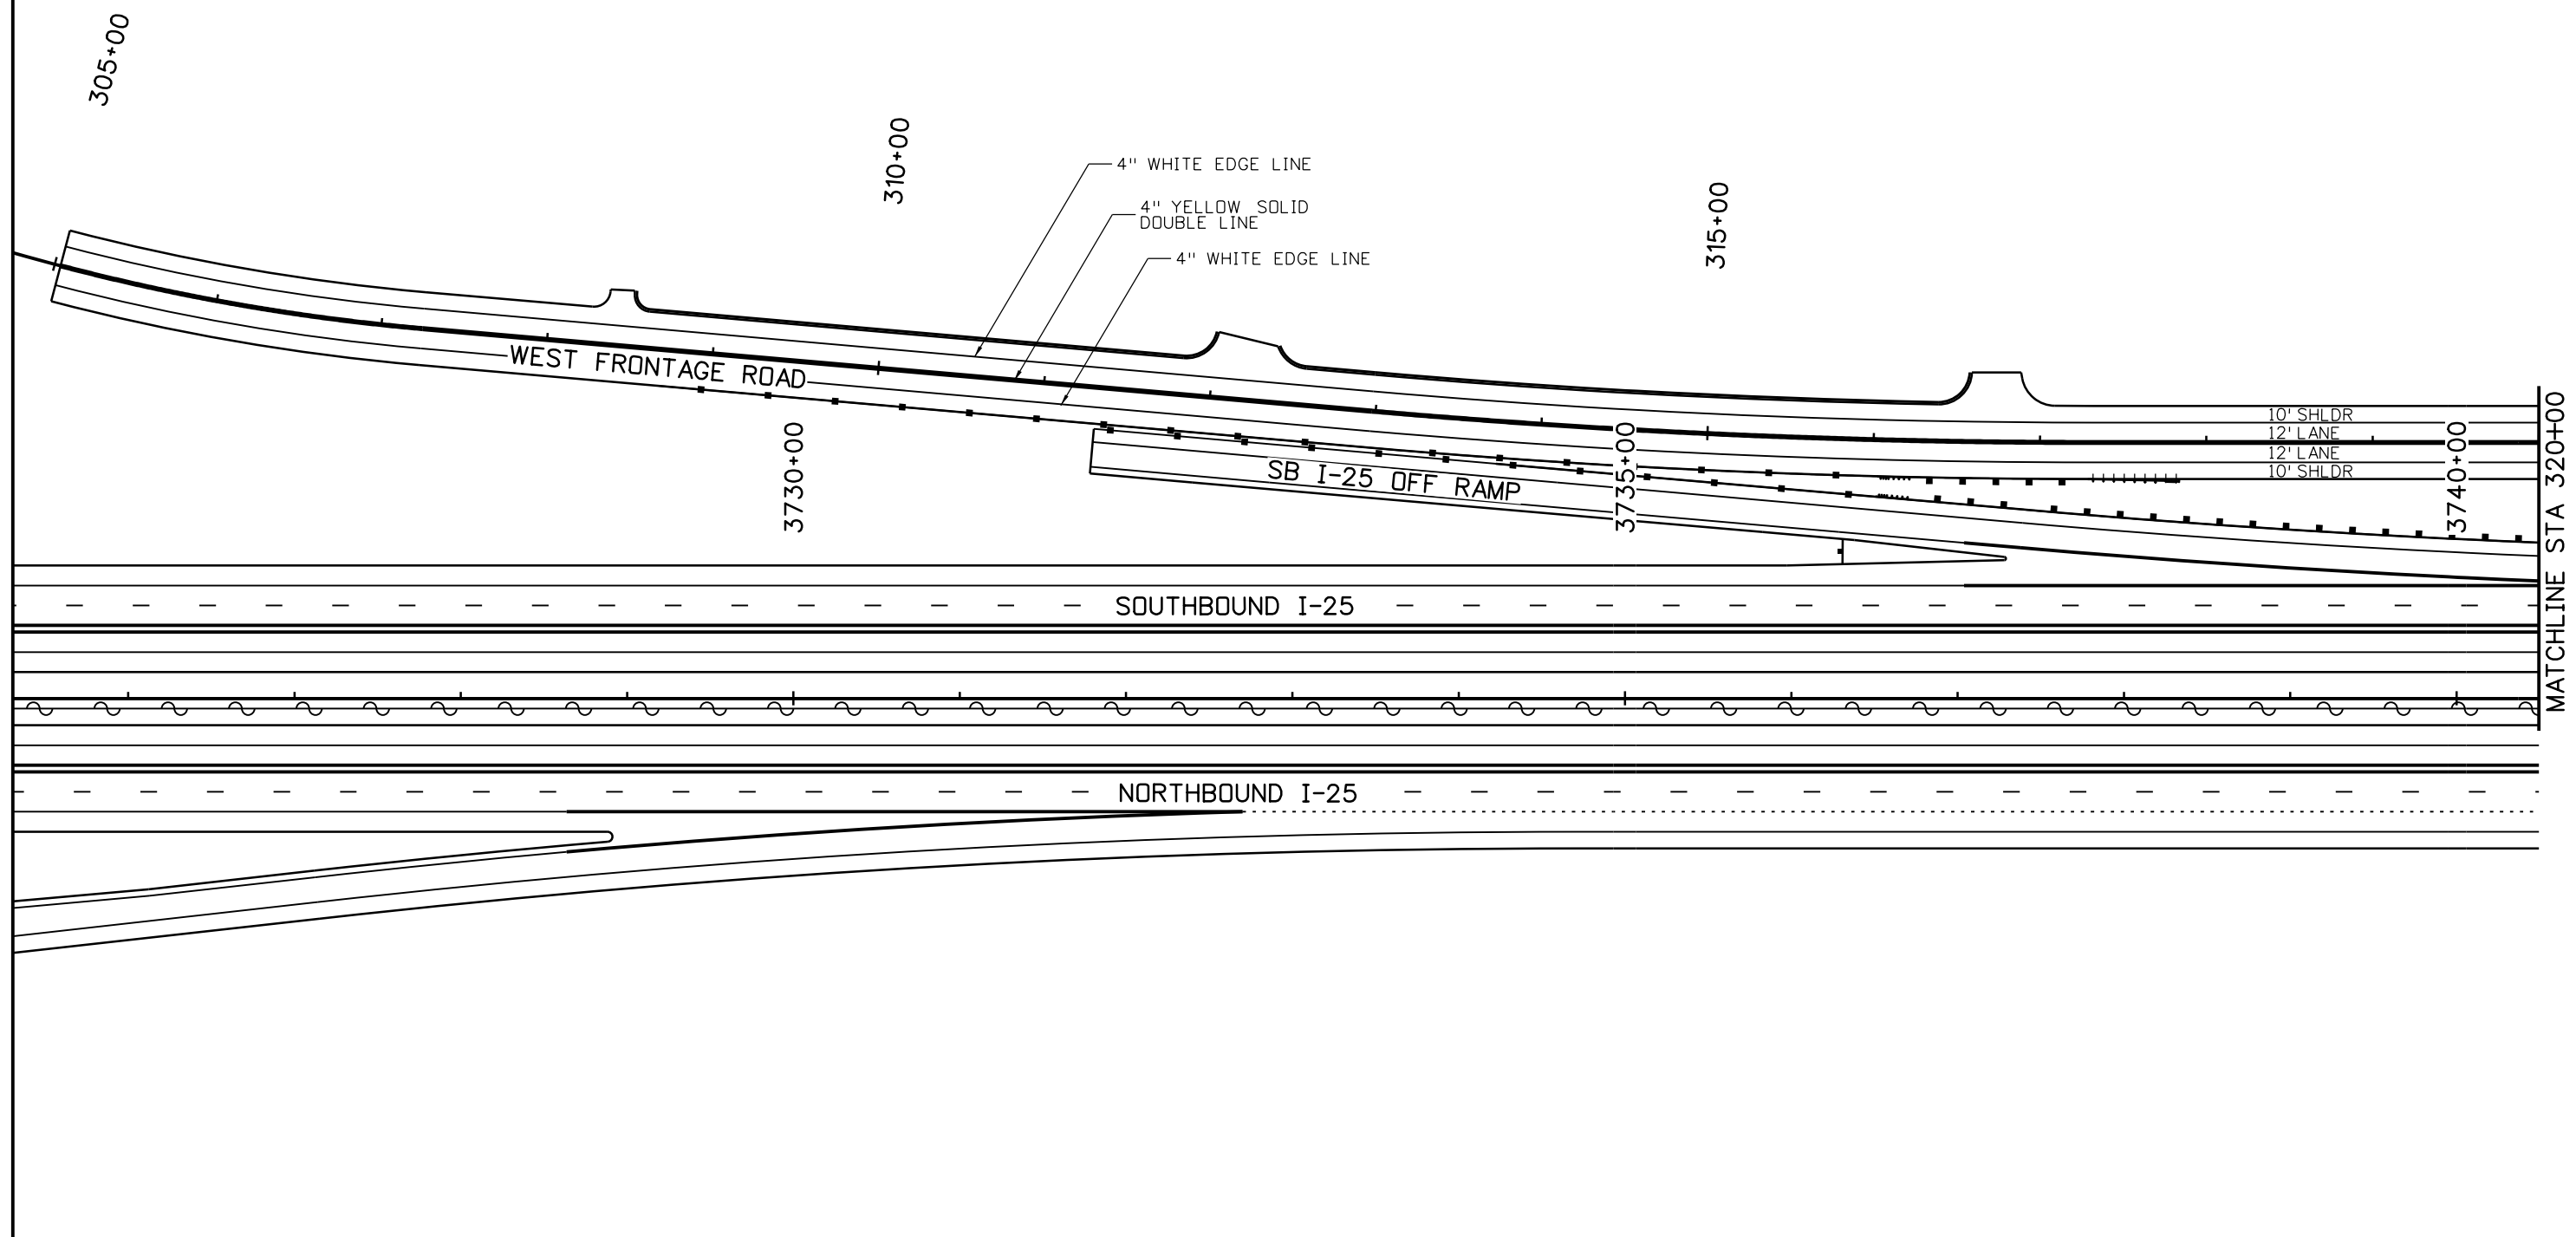 305+00
310+00
4" WHITE EDGE LINE
4" YELLOW SOLID
DOUBLE LINE
315+00
4" WHITE EDGE LINE
WEST FRONTAGE ROAD
10' SHLDR
12' LANE
12' LANE
10' SHLDR
3730+00
SB I-25 OFF RAMP
3735+00
3740+00
MATCHLINE STA 320+00
SOUTHBOUND I-25
NORTHBOUND I-25